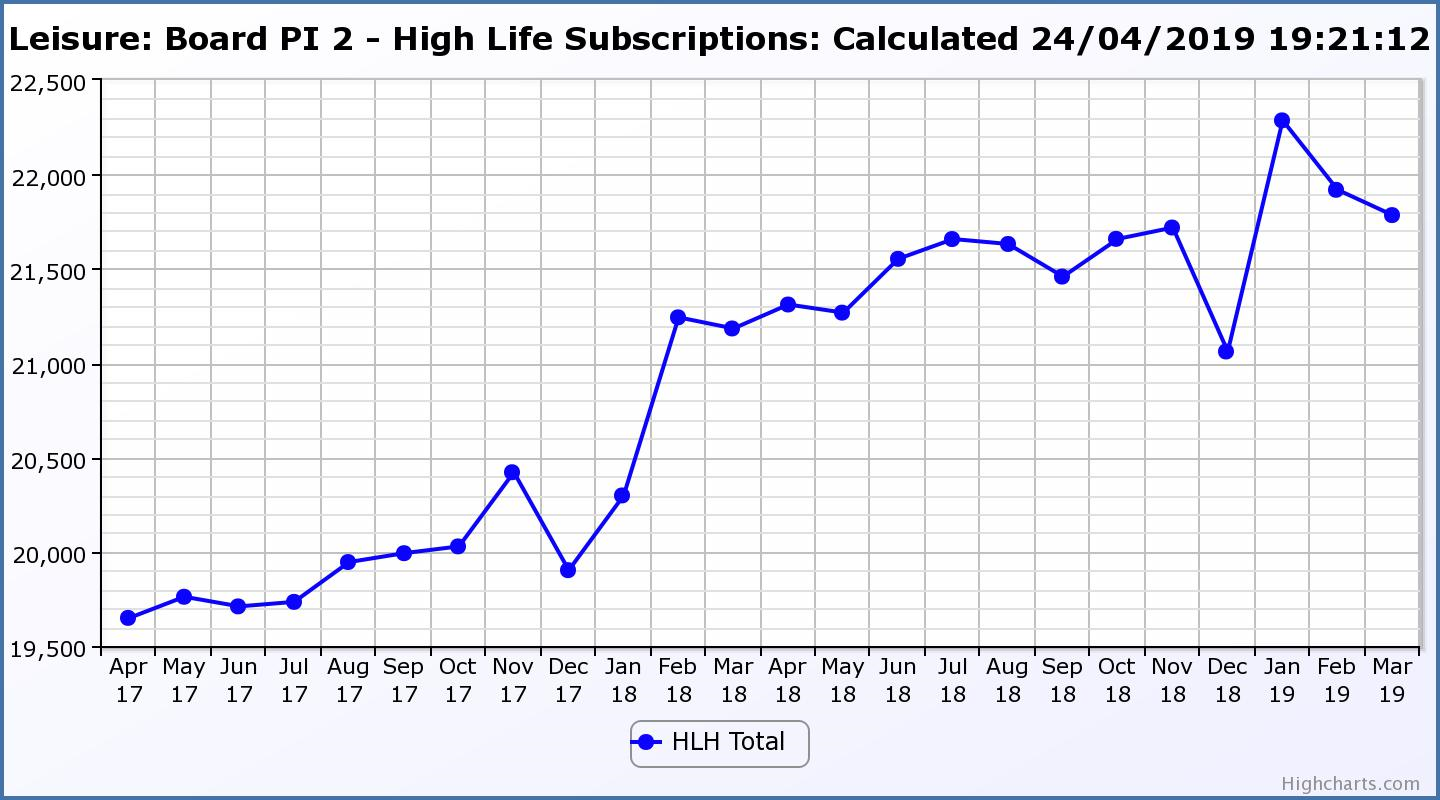 Leisure: Board PI 2 - High Life Subscriptions: Calculated 24/04/2019 19:21:12
22,500
22,000
21,500
21,000
20,500
20,000
19,500
Apr May Jun Jul Aug Sep Oct Nov Dec Jan Feb Mar Apr May Jun Jul Aug Sep Oct Nov Dec Jan Feb Mar
17 17 17 17 17 17 17 17 17 18 18 18 18 18 18 18 18 18 18 18 18 19 19 19
HLH Total
Highcharts.com